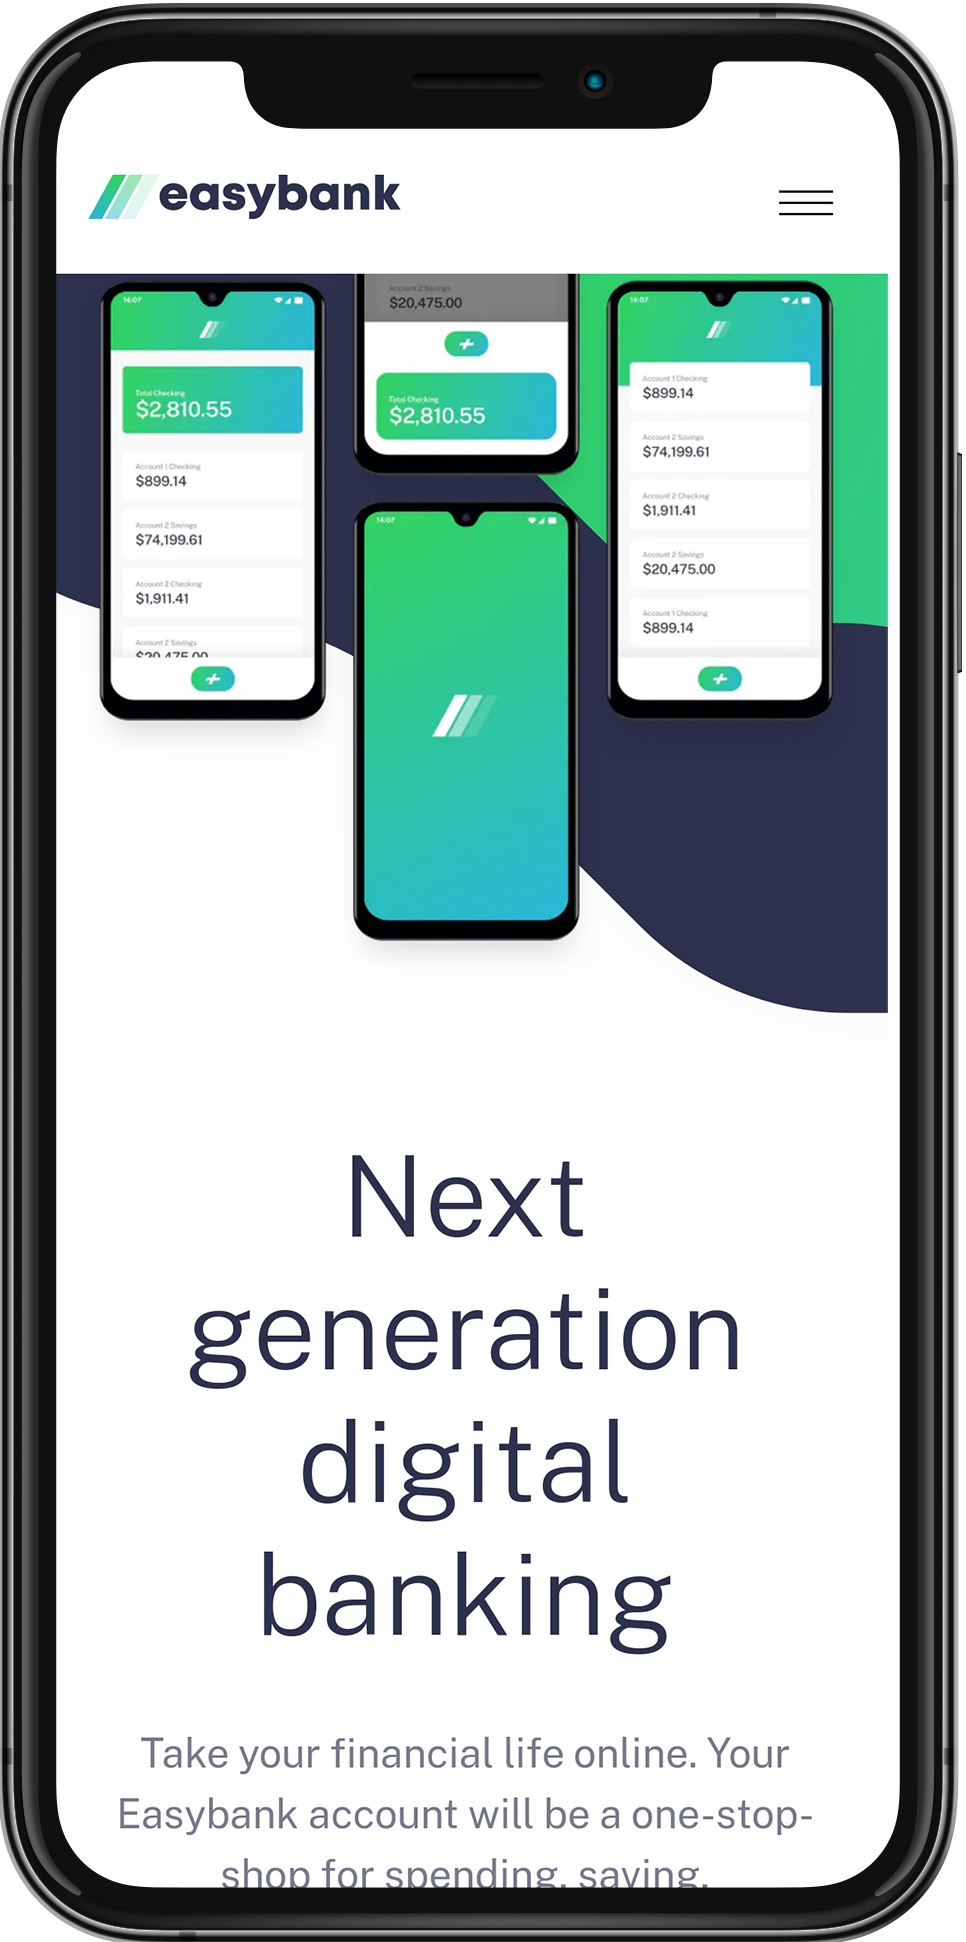 easybank
14:07
Total Checking
$2,810.55
Account 1 Checking
$899.14
Account 2 Savings
$74,199.61
Account 2 Checking
$1,911.41
Account 2 Savings
$20,475.00
Account 2 Savings
$20,475.00
Total Checking
$2,810.55
14:07
14:07
Account 1 Checking
$899.14
Account 2 Savings
$74,199.61
Account 2 Checking
$1,911.41
Account 2 Savings
$20,475.00
Account 1 Checking
$899.14
Next
generation
digital
banking
Take your financial life online. Your
Easybank account will be a one-stop-
shop for spending, saving,